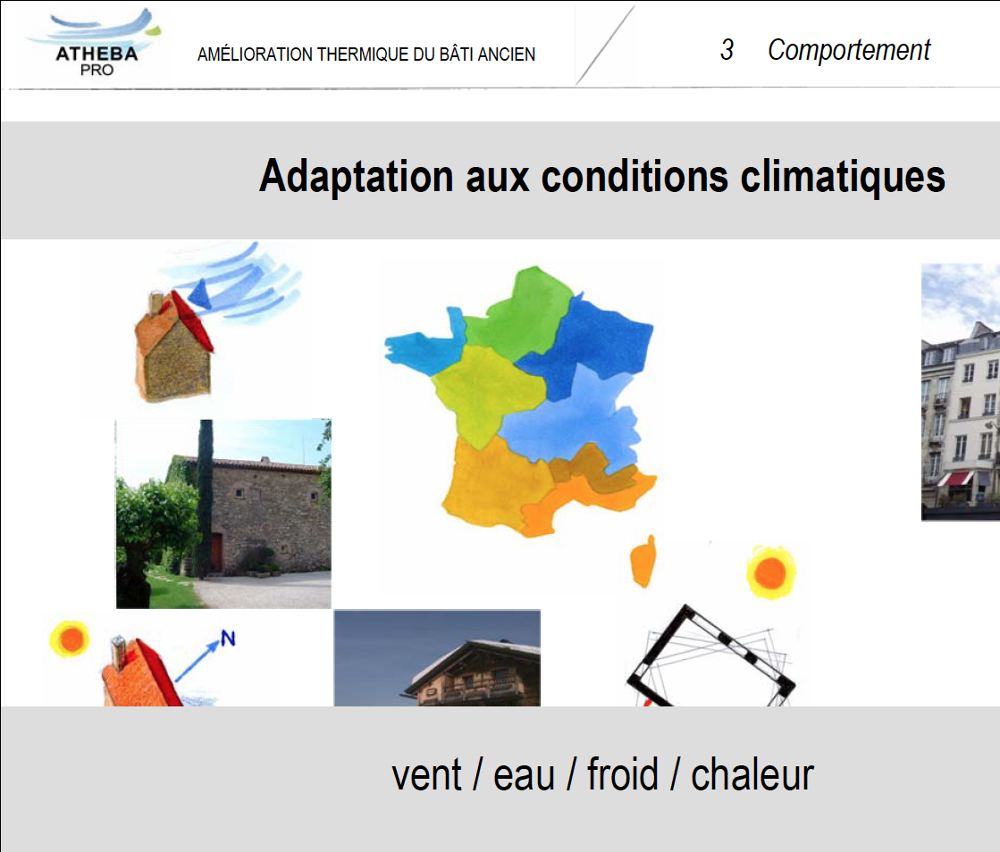 ATHEBA
PRO
AMÉLIORATION THERMIQUE DU BÂTI ANCIEN
3 Comportement
Adaptation aux conditions climatiques
N
vent / eau / froid / chaleur